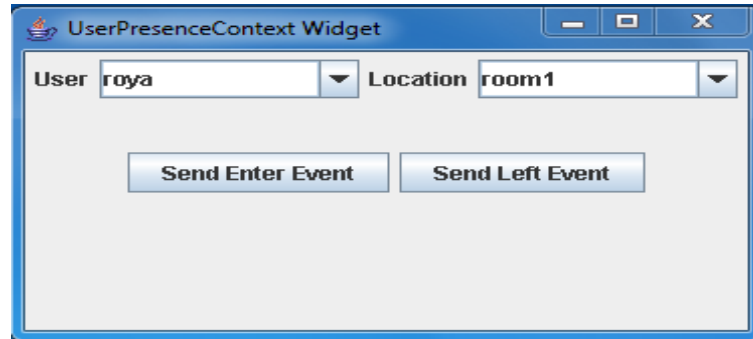 UserPresenceContext Widget
User roya Location room1
Send Enter Event Send Left Event